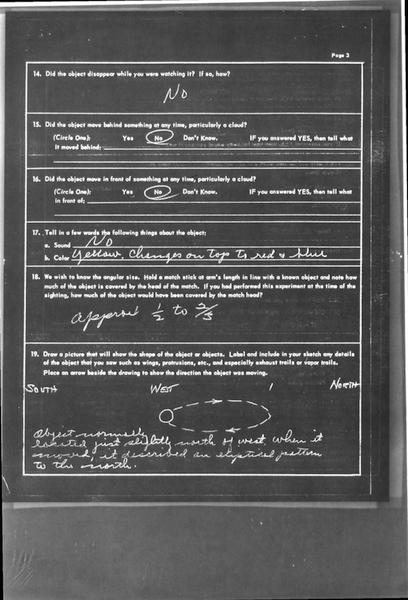 Page 3
14. Did the object disappear while you were watching it? If so, how?
No
15. Did the object move behind something at any time, particularly a cloud?
(Circle One): Yes No Don't Know. IF you answered YES, then tell what
it moved behind:
16. Did the object move in front of something at any time, particularly a cloud?
(Circle One): Yes No Don't Know. IF you answered YES, then tell what
in front of:
17. Tell in a few words the following things about the object:
a. Sound No
b. Color Yellow, changes on top to red & blue
18. We wish to know the angular size. Hold a match stick at arm's length in line with a known object and note how
much of the object is covered by the head of the match. If you had performed this experiment at the time of the
sighting, how much of the object would have been covered by the match head?
1/2 to 2/3
19. Draw a picture that will show the shape of the object or objects. Label and include in your sketch any details
of the object that you saw such as wings, protrusions, etc., and especially exhaust trails or vapor trails.
Place an arrow beside the drawing to show the direction the object was moving.
SOUTH WEST NORTH
Object normally
located just slightly north of west, when it
moved, it described an eliptical pattern
to the north.